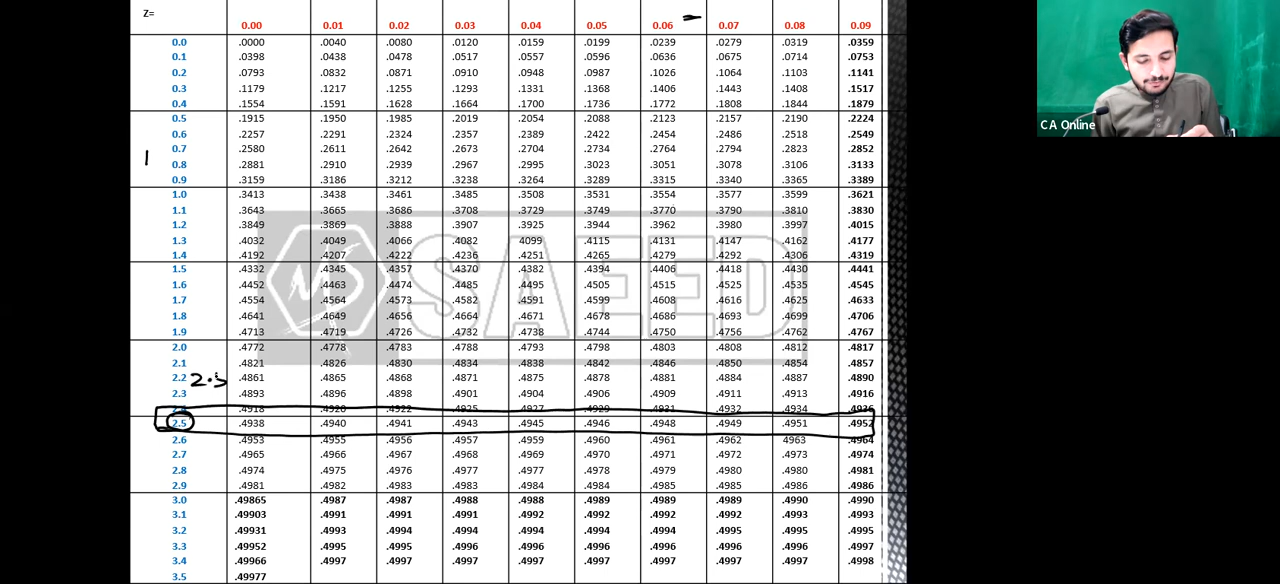 Z=
0.00 0.01 0.02 0.03 0.04 0.05 0.06 0.07 0.08 0.09
0.0 .0000 .0040 .0080 .0120 .0159 .0199 .0239 .0279 .0319 .0359
0.1 .0398 .0438 .0478 .0517 .0557 .0596 .0636 .0675 .0714 .0753
0.2 .0793 .0832 .0871 .0910 .0948 .0987 .1026 .1064 .1103 .1141
0.3 .1179 .1217 .1255 .1293 .1331 .1368 .1406 .1443 .1408 .1517
0.4 .1554 .1591 .1628 .1664 .1700 .1736 .1772 .1808 .1844 .1879
0.5 .1915 .1950 .1985 .2019 .2054 .2088 .2123 .2157 .2190 .2224
0.6 .2257 .2291 .2324 .2357 .2389 .2422 .2454 .2486 .2518 .2549
0.7 .2580 .2611 .2642 .2673 .2704 .2734 .2764 .2794 .2823 .2852
0.8 .2881 .2910 .2939 .2967 .2995 .3023 .3051 .3078 .3106 .3133
0.9 .3159 .3186 .3212 .3238 .3264 .3289 .3315 .3340 .3365 .3389
1.0 .3413 .3438 .3461 .3485 .3508 .3531 .3554 .3577 .3599 .3621
1.1 .3643 .3665 .3686 .3708 .3729 .3749 .3770 .3790 .3810 .3830
1.2 .3849 .3869 .3888 .3907 .3925 .3944 .3962 .3980 .3997 .4015
1.3 .4032 .4049 .4066 .4082 .4099 .4115 .4131 .4147 .4162 .4177
1.4 .4192 .4207 .4222 .4236 .4251 .4265 .4279 .4292 .4306 .4319
1.5 .4332 .4345 .4357 .4370 .4382 .4394 .4406 .4418 .4430 .4441
1.6 .4452 .4463 .4474 .4485 .4495 .4505 .4515 .4525 .4535 .4545
1.7 .4554 .4564 .4573 .4582 .4591 .4599 .4608 .4616 .4625 .4633
1.8 .4641 .4649 .4656 .4664 .4671 .4678 .4686 .4693 .4699 .4706
1.9 .4713 .4719 .4726 .4732 .4738 .4744 .4750 .4756 .4762 .4767
2.0 .4772 .4778 .4783 .4788 .4793 .4798 .4803 .4808 .4812 .4817
2.1 .4821 .4826 .4830 .4834 .4838 .4842 .4846 .4850 .4854 .4857
2.2 .4861 .4865 .4868 .4871 .4875 .4878 .4881 .4884 .4887 .4890
2.3 .4893 .4896 .4898 .4901 .4904 .4906 .4909 .4911 .4913 .4916
.4918 .4920 .4922 .4925 .4927 .4929 .4931 .4932 .4934 .4936
2.5 .4938 .4940 .4941 .4943 .4945 .4946 .4948 .4949 .4951 .4952
2.6 .4953 .4955 .4956 .4957 .4959 .4960 .4961 .4962 4963 .4964
2.7 .4965 .4966 .4967 .4968 .4969 .4970 .4971 .4972 .4973 .4974
2.8 .4974 .4975 .4976 .4977 .4977 .4978 .4979 .4980 .4980 .4981
2.9 .4981 .4982 .4983 .4983 .4984 .4984 .4985 .4985 .4986 .4986
3.0 .49865 .4987 .4987 .4988 .4988 .4989 .4989 .4989 .4990 .4990
3.1 .49903 .4991 .4991 .4991 .4992 .4992 .4992 .4992 .4993 .4993
3.2 .49931 .4993 .4994 .4994 .4994 .4994 .4994 .4995 .4995 .4995
3.3 .49952 .4995 .4995 .4996 .4996 .4996 .4996 .4996 .4996 .4997
3.4 .49966 .4997 .4997 .4997 .4997 .4997 .4997 .4997 .4997 .4998
3.5 .49977
SAEED
C A Online